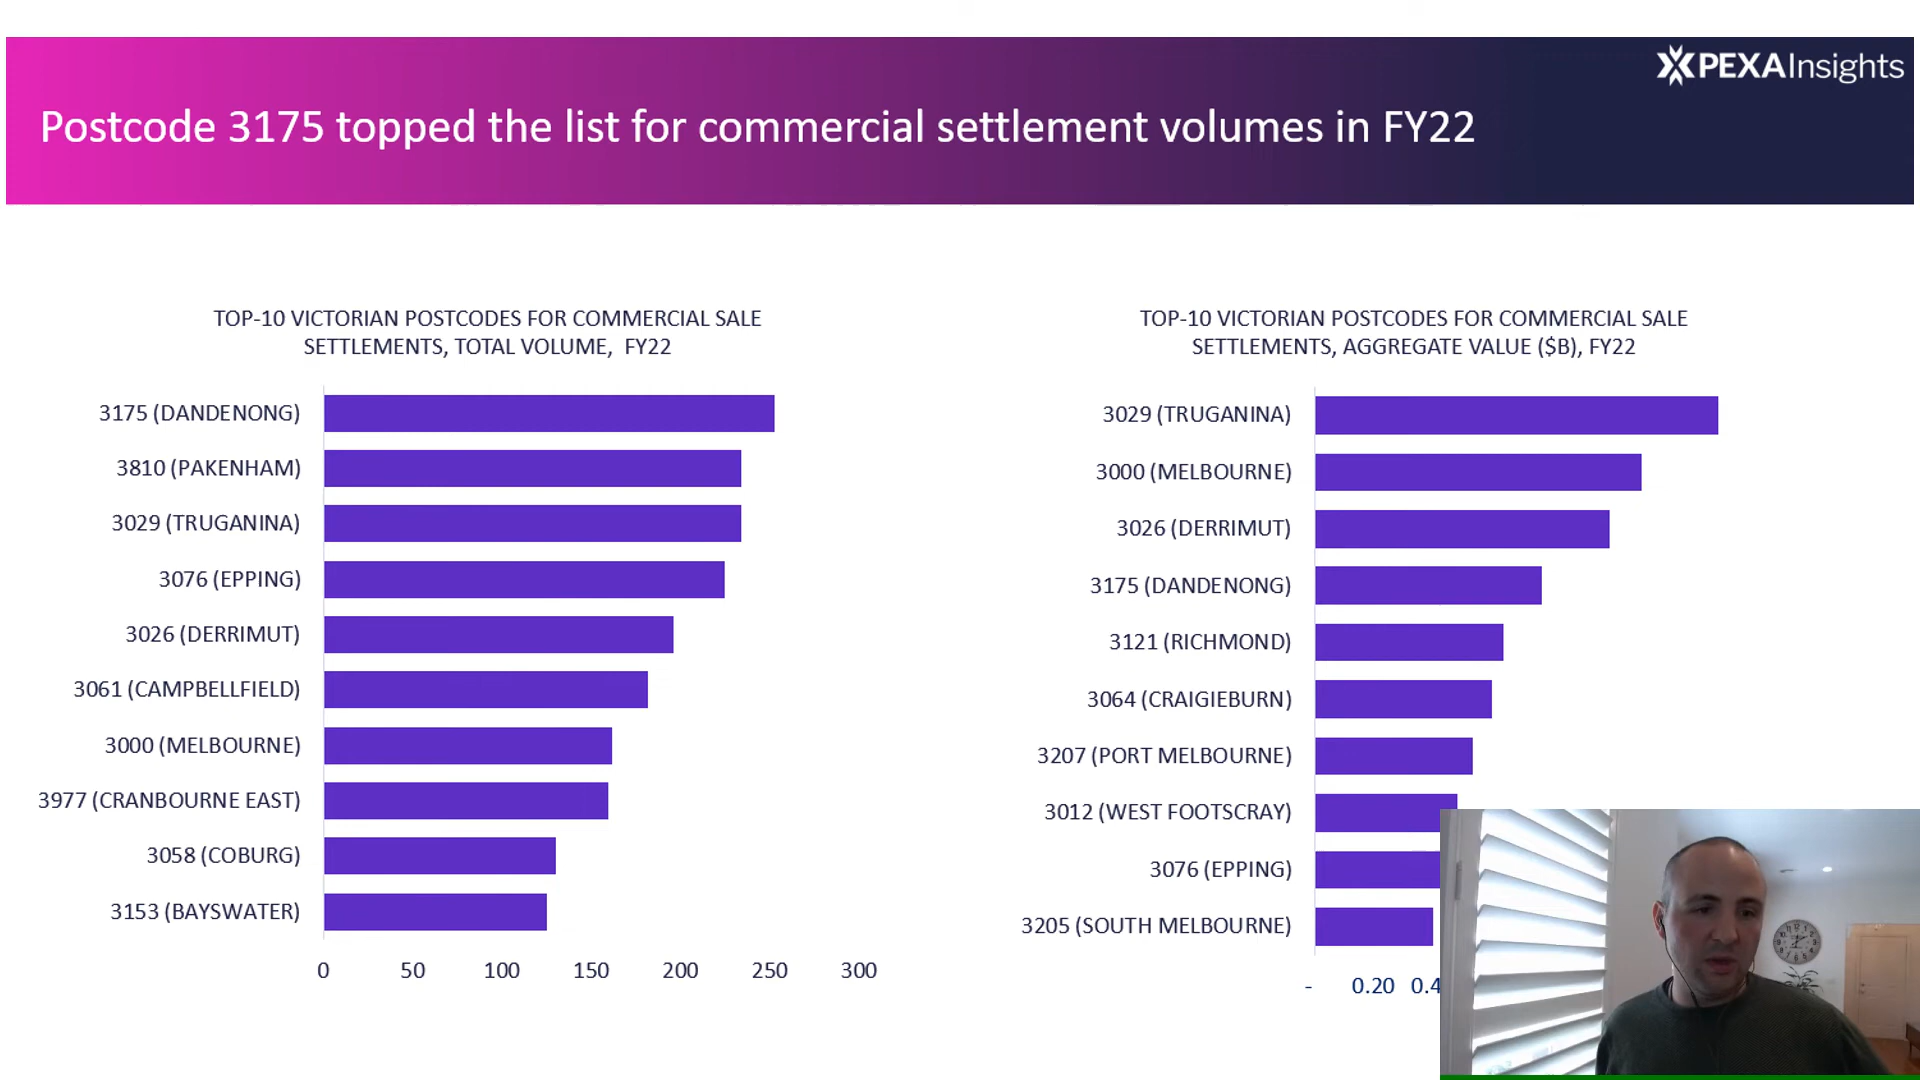 PEXAInsights
Postcode 3175 topped the list for commercial settlement volumes in FY22
TOP-10 VICTORIAN POSTCODES FOR COMMERCIAL SALE
SETTLEMENTS, TOTAL VOLUME, FY22
3175 (DANDENONG)
3810 (PAKENHAM)
3029 (TRUGANINA)
3076 (EPPING)
3026 (DERRIMUT)
3061 (CAMPBELLFIELD)
3000 (MELBOURNE)
3977 (CRANBOURNE EAST)
3058 (COBURG)
3153 (BAYSWATER)
0 50 100 150 200 250 300
TOP-10 VICTORIAN POSTCODES FOR COMMERCIAL SALE
SETTLEMENTS, AGGREGATE VALUE ($B), FY22
3029 (TRUGANINA)
3000 (MELBOURNE)
3026 (DERRIMUT)
3175 (DANDENONG)
3121 (RICHMOND)
3064 (CRAIGIEBURN)
3207 (PORT MELBOURNE)
3012 (WEST FOOTSCRAY)
3076 (EPPING)
3205 (SOUTH MELBOURNE)
- 0.20 0.4